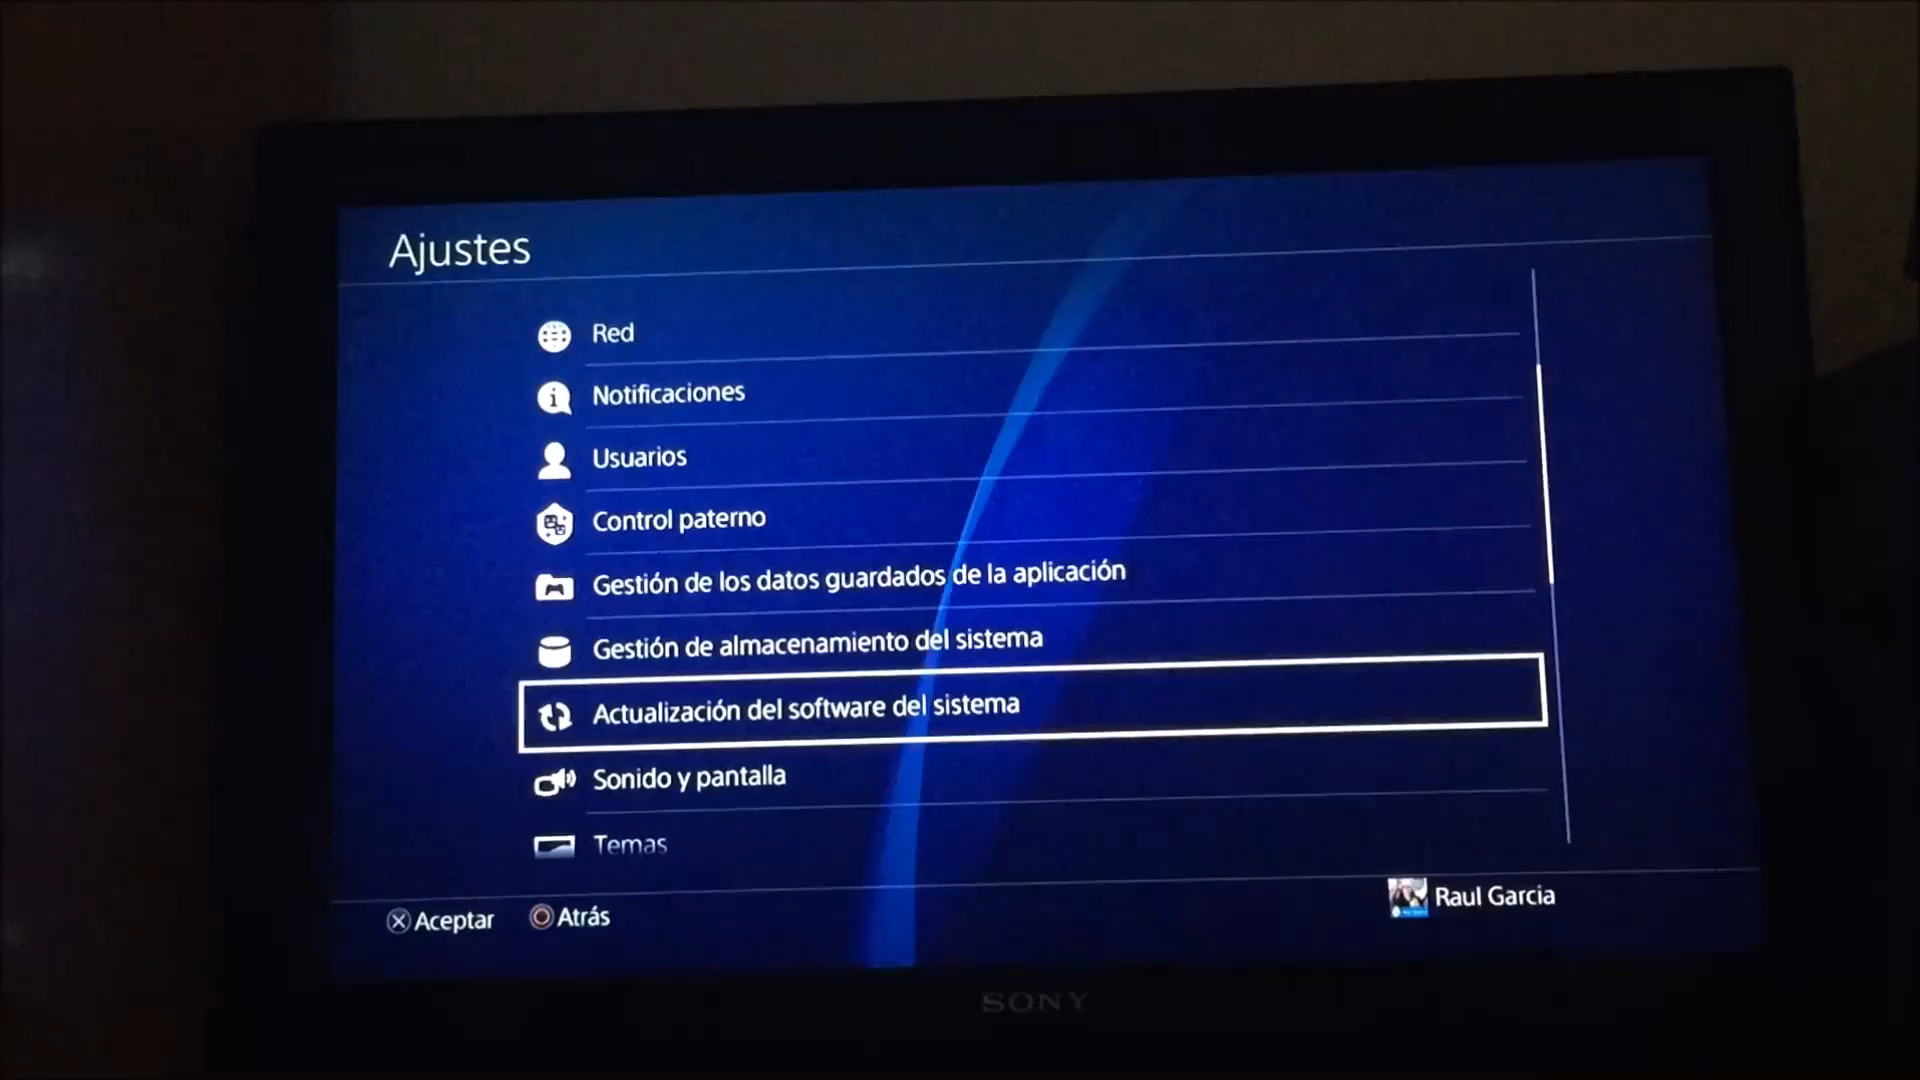 Ajustes
Red
Notificaciones
Usuarios
Control paterno
Gestión de los datos guardados de la aplicación
Gestión de almacenamiento del sistema
Actualización del software del sistema
Sonido y pantalla
Temas
Aceptar Atrás
Raul Garcia
SONY